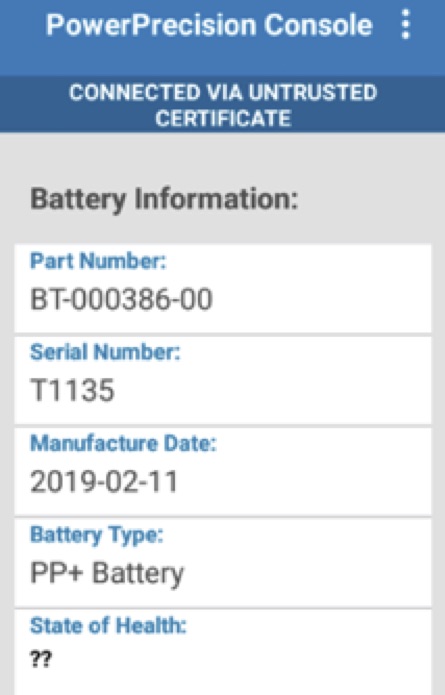 PowerPrecision Console
CONNECTED VIA UNTRUSTED
CERTIFICATE
Battery Information:
Part Number:
BT-000386-00
Serial Number:
T1135
Manufacture Date:
2019-02-11
Battery Type:
PP+ Battery
State of Health:
??